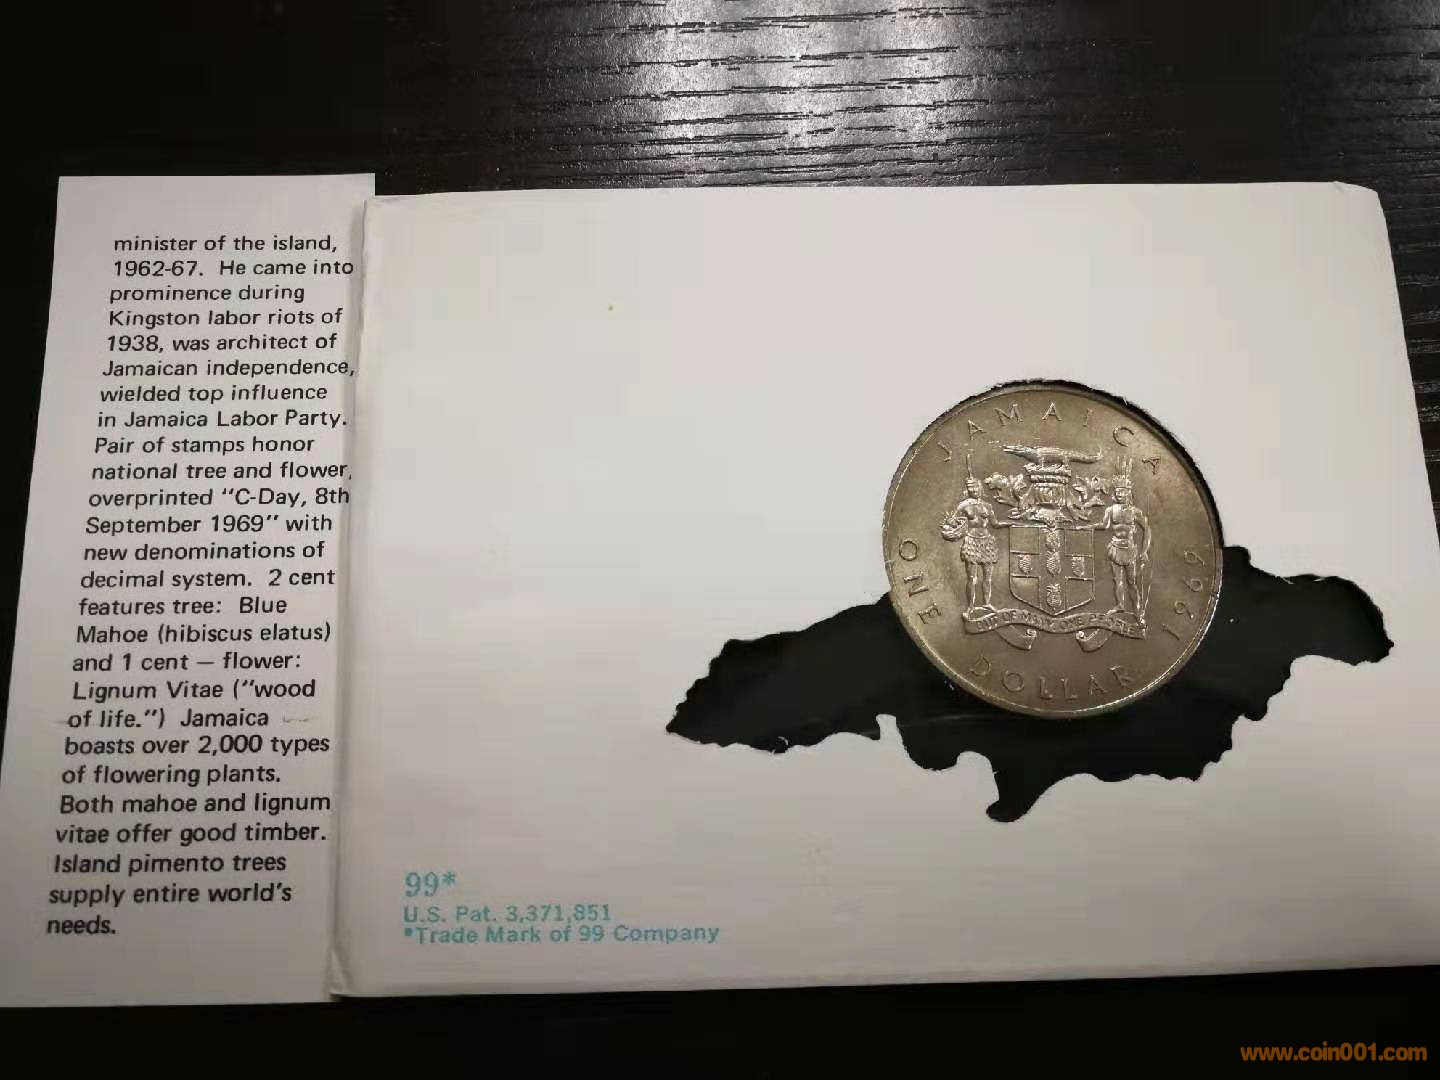 minister of the island,
1962-67. He came into
prominence during
Kingston labor riots of
1938, was architect of
Jamaican independence,
wielded top influence
in Jamaica Labor Party.
Pair of stamps honor
national tree and flower,
overprinted "C-Day, 8th
September 1969" with
new denominations of
decimal system. 2 cent
features tree: Blue
Mahoe (hibiscus elatus)
and 1 cent — flower:
Lignum Vitae ("wood
of life.") Jamaica
boasts over 2,000 types
of flowering plants.
Both mahoe and lignum
vitae offer good timber.
Island pimento trees
supply entire world's
needs.
JAMAICA
ONE
1969
OUT OF MANY, ONE PEOPLE
DOLLAR
99*
U.S. Pat. 3,371,851
*Trade Mark of 99 Company
www.coin001.com